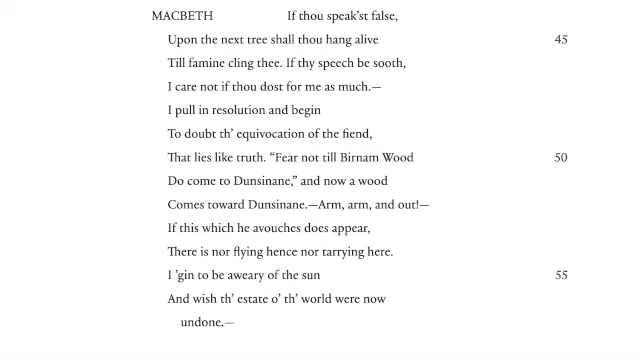 MACBETH If thou speak’st false,
Upon the next tree shall thou hang alive 45
Till famine cling thee. If thy speech be sooth,
I care not if thou dost for me as much.—
I pull in resolution and begin
To doubt th’ equivocation of the fiend,
That lies like truth. “Fear not till Birnam Wood 50
Do come to Dunsinane,” and now a wood
Comes toward Dunsinane.—Arm, arm, and out!—
If this which he avouches does appear,
There is nor flying hence nor tarrying here.
I ’gin to be aweary of the sun 55
And wish th’ estate o’ th’ world were now
undone.—